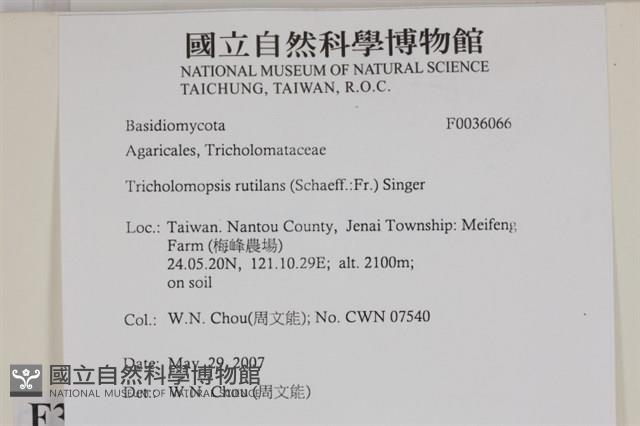 國立自然科學博物館
NATIONAL MUSEUM OF NATURAL SCIENCE
TAICHUNG, TAIWAN, R.O.C.
Basidiomycota F0036066
Agaricales, Tricholomataceae
Tricholomopsis rutilans (Schaeff.:Fr.) Singer
Loc.: Taiwan. Nantou County, Jenai Township: Meifeng
Farm (梅峰農場)
24.05.20N, 121.10.29E; alt. 2100m;
on soil
Col.: W.N. Chou(周文能); No. CWN 07540
Date: May, 29, 2007
Det.: W.N. Chou (周文能)
國立自然科學博物館
NATIONAL MUSEUM OF NATURAL SCIENCE